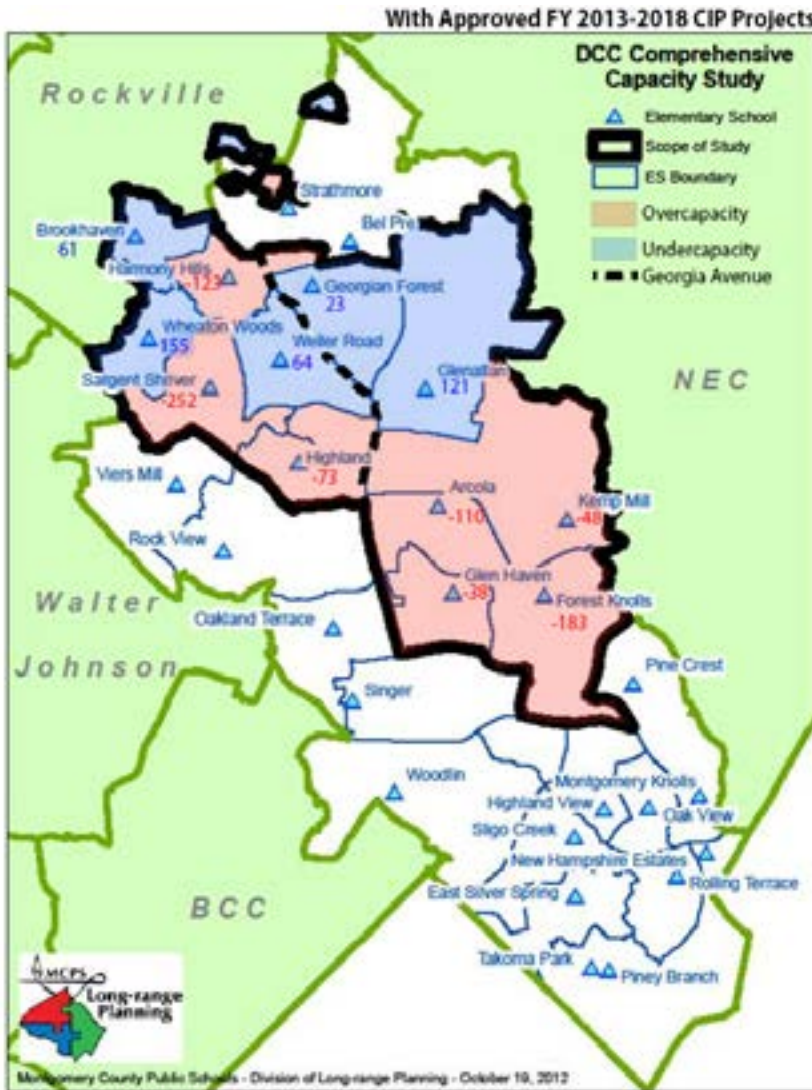 With Approved FY 2013-2018 CIP Projects
DCC Comprehensive
Capacity Study
Elementary School
Scope of Study
ES Boundary
Overcapacity
Undercapacity
Georgia Avenue
Rockville
Strathmore
Bel Pre
Brookhaven
61
Harmony Hills
-123
Georgian Forest
23
Wheaton Woods
155
Weller Road
64
Glenallan
121
NEC
Sargent Shriver
-252
Highland
-73
Viers Mill
Arcola
-110
Kemp Mill
-48
Rock View
Glen Haven
-38
Forest Knolls
-183
Walter
Johnson
Oakland Terrace
Pine Crest
Singer
Woodlin
Montgomery Knolls
Highland View
Oak View
Sligo Creek
New Hampshire Estates
Rolling Terrace
East Silver Spring
BCC
Takoma Park
Piney Branch
MCPS
Long-range
Planning
Montgomery County Public Schools - Division of Long-range Planning - October 19, 2012